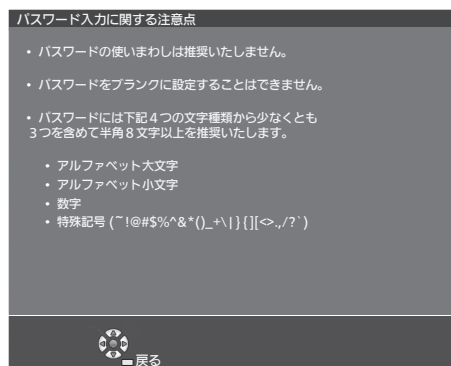 パスワード入力に関する注意点
• パスワードの使いまわしは推奨いたしません。
• パスワードをブランクに設定することはできません。
• パスワードには下記4つの文字種類から少なくとも
3つを含めて半角8文字以上を推奨いたします。
• アルファベット大文字
• アルファベット小文字
• 数字
• 特殊記号 (~!@#$%^&*()_+\|}{][<>.,/?`)
戻る